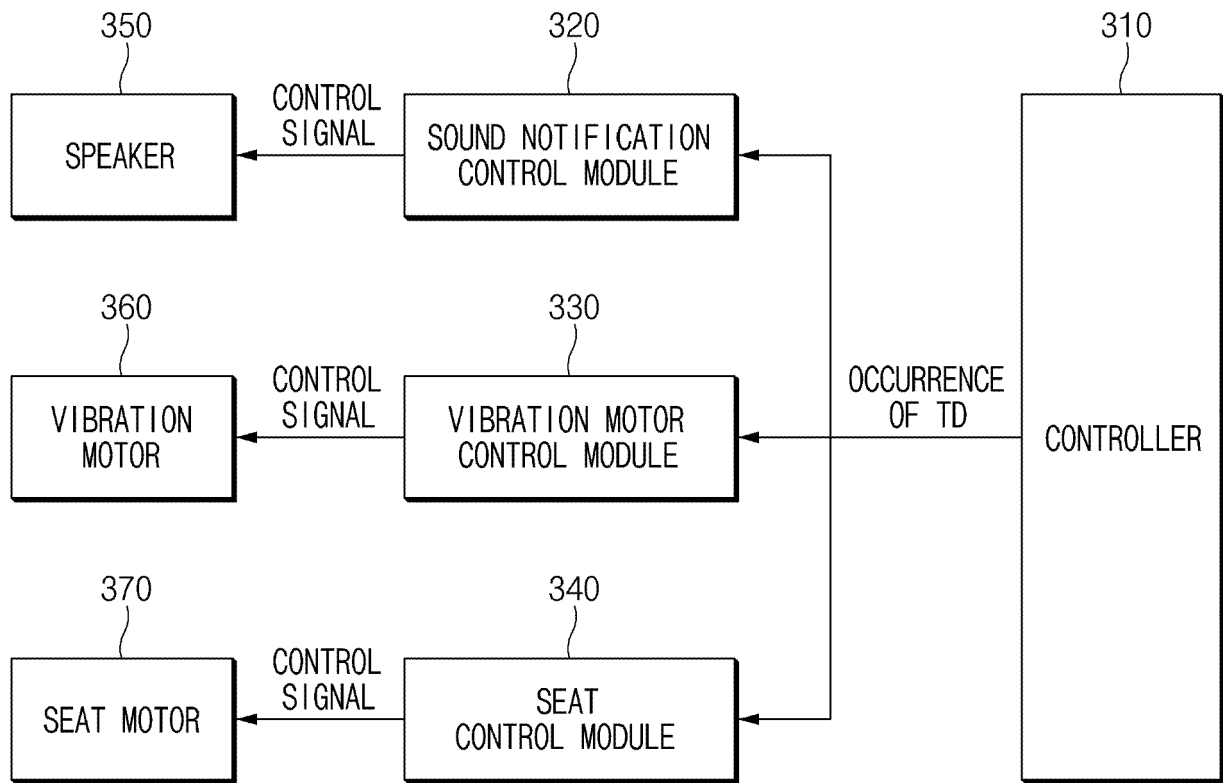 350
320
310
CONTROL
SIGNAL
SPEAKER
SOUND NOTIFICATION
CONTROL MODULE
360
330
CONTROL
SIGNAL
OCCURRENCE
OF TD
VIBRATION
MOTOR
VIBRATION MOTOR
CONTROL MODULE
CONTROLLER
370
340
CONTROL
SIGNAL
SEAT MOTOR
SEAT
CONTROL MODULE